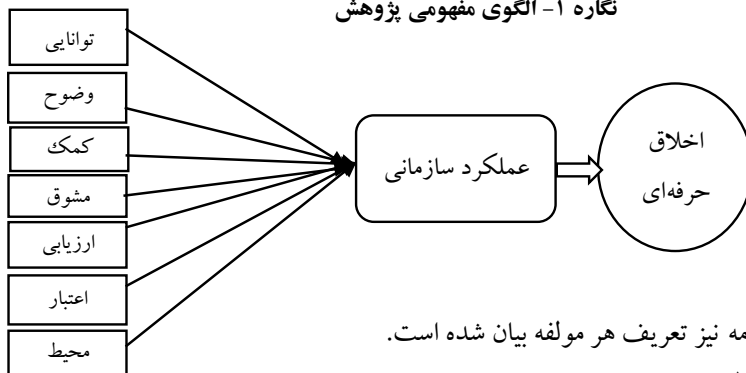 نگاره ۱- الگوی مفهومی پژوهش
توانایی
وضوح
کمک
مشوق
ارزیابی
اعتبار
محیط
عملکرد سازمانی
اخلاق
حرفه‌ای
نیز تعریف هر مولفه بیان شده است.